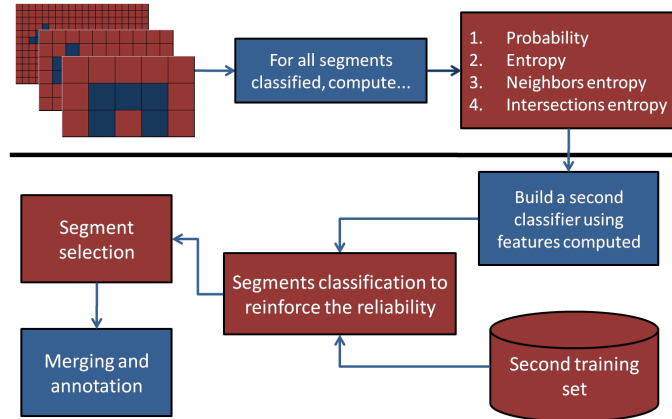 For all segments
classified, compute...
1. Probability
2. Entropy
3. Neighbors entropy
4. Intersections entropy
Build a second
classifier using
features computed
Segment
selection
Segments classification to
reinforce the reliability
Merging and
annotation
Second training
set